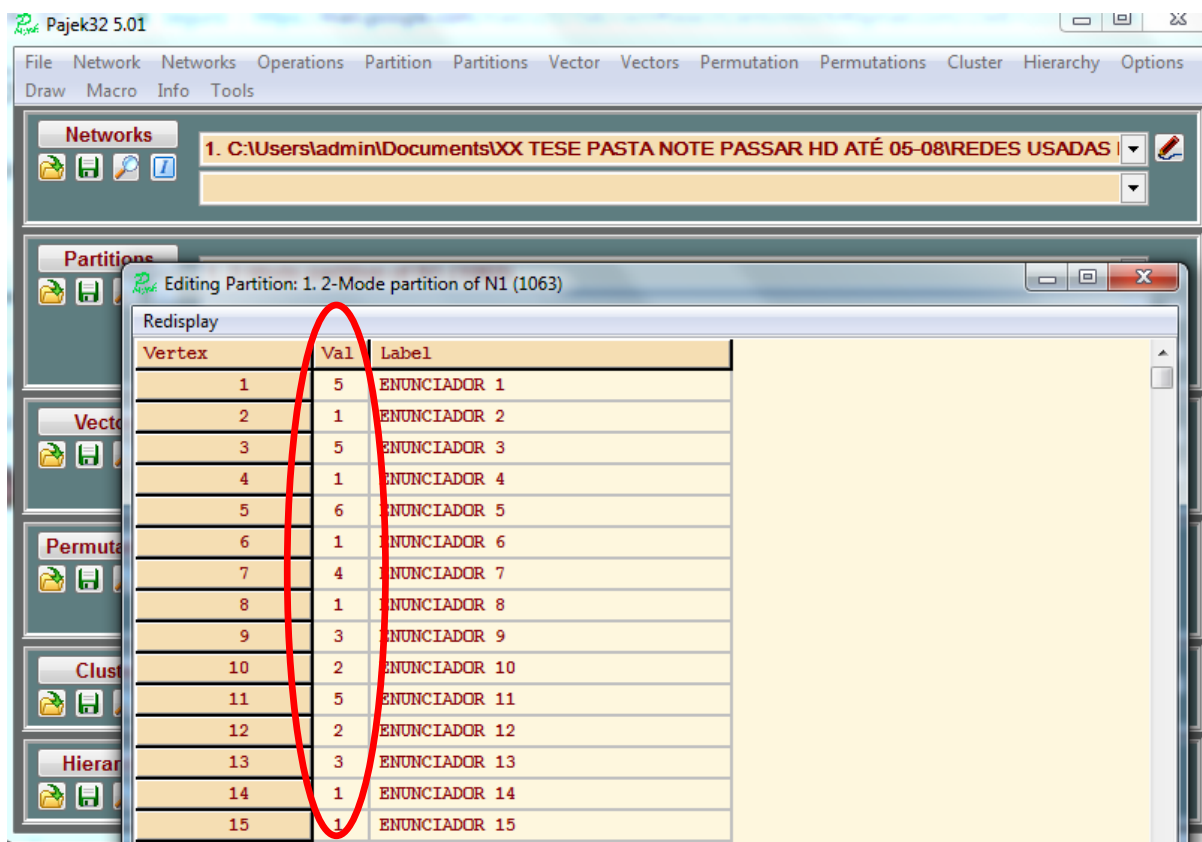 Pajek32 5.01
File Network Networks Operations Partition Partitions Vector Vectors Permutation Permutations Cluster Hierarchy Options
Draw Macro Info Tools
Networks
1. C:\Users\admin\Documents\XX TESE PASTA NOTE PASSAR HD ATÉ 05-08\REDES USADAS
Partitions
Editing Partition: 1. 2-Mode partition of N1 (1063)
Redisplay
Vertex Val Label
1 5 ENUNCIADOR 1
2 1 ENUNCIADOR 2
3 5 ENUNCIADOR 3
4 1 ENUNCIADOR 4
5 6 ENUNCIADOR 5
6 1 ENUNCIADOR 6
7 4 ENUNCIADOR 7
8 1 ENUNCIADOR 8
9 3 ENUNCIADOR 9
10 2 ENUNCIADOR 10
11 5 ENUNCIADOR 11
12 2 ENUNCIADOR 12
13 3 ENUNCIADOR 13
14 1 ENUNCIADOR 14
15 1 ENUNCIADOR 15
Vecto
Permuta
Clust
Hierar